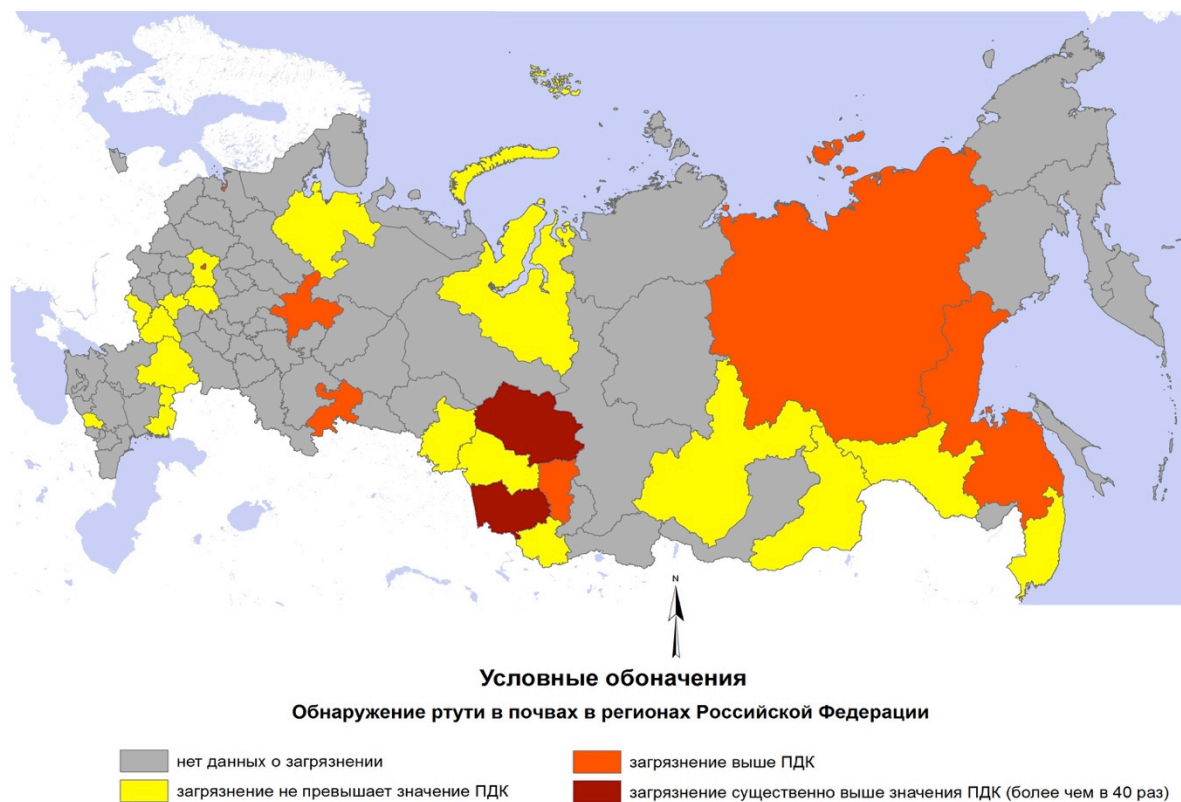 N
Условные обоначения
Обнаружение ртути в почвах в регионах Российской Федерации
нет данных о загрязнении
загрязнение выше ПДК
загрязнение не превышает значение ПДК
загрязнение существенно выше значения ПДК (более чем в 40 раз)